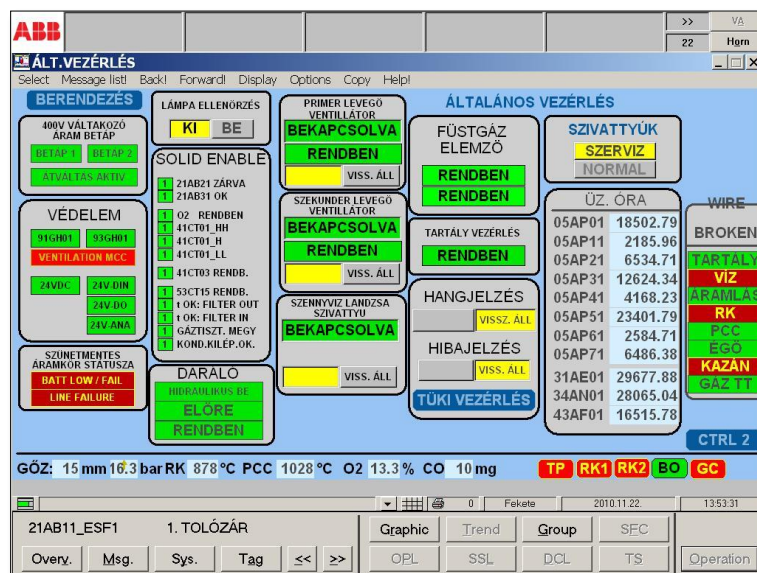 ABB
>> VA
22 Horn
ÁLT.VEZÉRLÉS
Select Message list! Back! Forward! Display Options Copy Help!
BERENDEZÉS
400V VÁLTAKOZÓ
ÁRAM BETÁP
BETÁP 1 BETÁP 2
ÁTVÁLTÁS AKTIV
VÉDELEM
91GH01 93GH01
VENTILATION MCC
24VDC 24V-DIN
24V-DO
24V-ANA
SZÜNETMENTES
ÁRAMKÖR STÁTUSZA
BATT LOW / FAIL
LINE FAILURE
LÁMPA ELLENÖRZÉS
KI BE
SOLID ENABLE
1 21AB21 ZÁRVA
1 21AB31 OK
1 O2 RENDBEN
1 41CT01_HH
1 41CT01_H
1 41CT01_LL
1 41CT03 RENDB.
1 53CT15 RENDB.
1 t OK: FILTER OUT
1 t OK: FILTER IN
1 GÁZTISZT. MEGY
1 KOND.KILÉP.OK.
DARÁLÓ
HIDRAULIKUS BE
ELÖRE
RENDBEN
PRIMER LEVEGÖ
VENTILLÁTOR
BEKAPCSOLVA
RENDBEN
VISS. ÁLL
SZEKUNDER LEVEGÖ
VENTILLÁTOR
BEKAPCSOLVA
RENDBEN
VISS. ÁLL
SZENNYVIZ LANDZSA
SZIVATTYU
BEKAPCSOLVA
VISS. ÁLL
ÁLTALÁNOS VEZÉRLÉS
FÜSTGÁZ
ELEMZÖ
RENDBEN
RENDBEN
TARTÁLY VEZÉRLÉS
RENDBEN
HANGJELZÉS
VISSZ. ÁLL
HIBAJELZÉS
VISS. ÁLL
TÜKI VEZÉRLÉS
SZIVATTYÚK
SZERVIZ
NORMAL
ÜZ. ÓRA
05AP01 18502.79
05AP11 2185.96
05AP21 6534.71
05AP31 12624.34
05AP41 4168.23
05AP51 23401.79
05AP61 2584.71
05AP71 6486.38
31AE01 29677.88
34AN01 28065.04
43AF01 16515.78
WIRE
BROKEN
TARTÁLY
VÍZ
ÁRAMLÁS
RK
PCC
ÉGÖ
KAZÁN
GÁZ TT
CTRL 2
GŐZ: 15 mm 16.3 bar RK 878 °C PCC 1028 °C O2 13.3 % CO 10 mg TP RK1 RK2 BO GC
0 Fekete 2010.11.22. 13:53:31
21AB11_ESF1 1. TOLÓZÁR
Graphic Trend Group SFC
Overv. Msg. Sys. Tag << >> OPL SSL DCL TS Operation